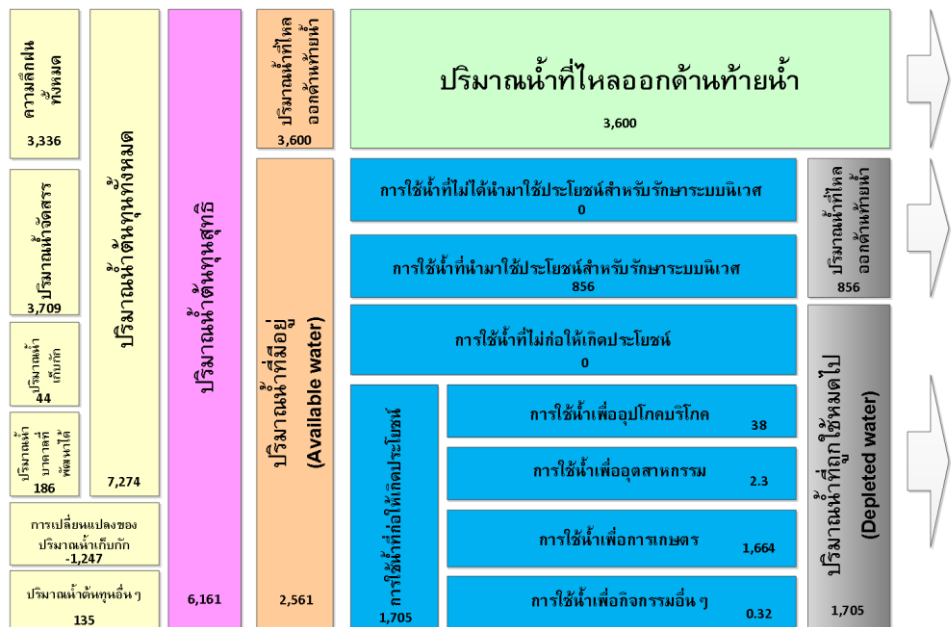 ความลึกฝน
ทั้งหมด
3,336
ปริมาณน้ำจัดสรร
3,709
ปริมาณน้ำ
เก็บกัก
44
ปริมาณน้ำ
บาดาลที่
พัฒนาได้
186
ปริมาณน้ำต้นทุนทั้งหมด
7,274
การเปลี่ยนแปลงของ
ปริมาณน้ำเก็บกัก
-1,247
ปริมาณน้ำต้นทุนอื่น ๆ
135
ปริมาณน้ำต้นทุนสุทธิ
6,161
ปริมาณน้ำที่ไหล
ออกด้านท้ายน้ำ
3,600
ปริมาณน้ำที่มีอยู่
(Available water)
2,561
ปริมาณน้ำที่ไหลออกด้านท้ายน้ำ
3,600
การใช้น้ำที่ไม่ได้นำมาใช้ประโยชน์สำหรับรักษาระบบนิเวศ
0
การใช้น้ำที่นำมาใช้ประโยชน์สำหรับรักษาระบบนิเวศ
856
การใช้น้ำที่ไม่ก่อให้เกิดประโยชน์
0
การใช้น้ำที่ก่อให้เกิดประโยชน์
1,705
การใช้น้ำเพื่ออุปโภคบริโภค
38
การใช้น้ำเพื่ออุตสาหกรรม
2.3
การใช้น้ำเพื่อการเกษตร
1,664
การใช้น้ำเพื่อกิจกรรมอื่น ๆ
0.32
ปริมาณน้ำที่ไหล
ออกด้านท้ายน้ำ
856
ปริมาณน้ำที่ถูกใช้หมดไป
(Depleted water)
1,705